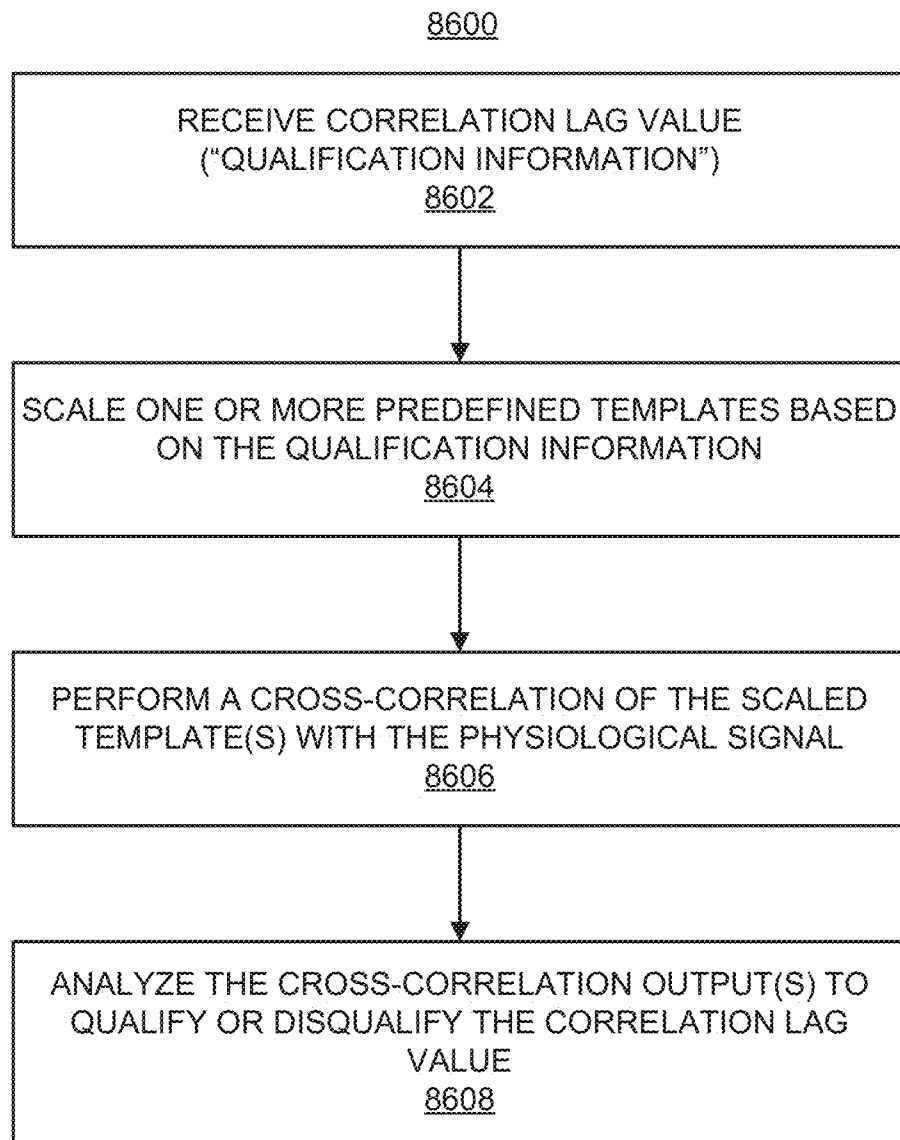 8600
RECEIVE CORRELATION LAG VALUE
("QUALIFICATION INFORMATION")
8602
SCALE ONE OR MORE PREDEFINED TEMPLATES BASED
ON THE QUALIFICATION INFORMATION
8604
PERFORM A CROSS-CORRELATION OF THE SCALED
TEMPLATE(S) WITH THE PHYSIOLOGICAL SIGNAL
8606
ANALYZE THE CROSS-CORRELATION OUTPUT(S) TO
QUALIFY OR DISQUALIFY THE CORRELATION LAG
VALUE
8608